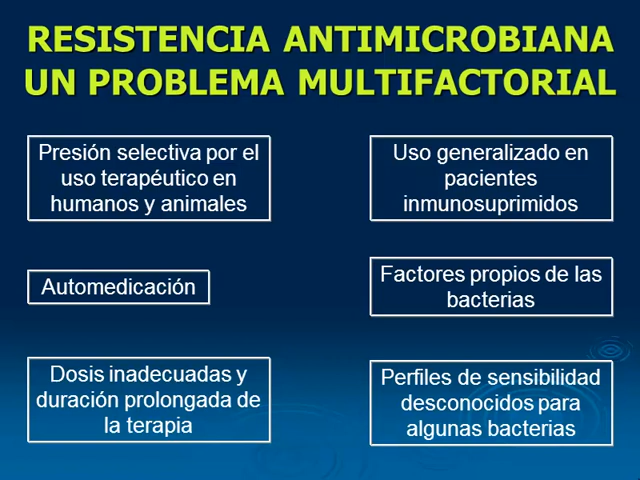 RESISTENCIA ANTIMICROBIANA
UN PROBLEMA MULTIFACTORIAL
Presión selectiva por el
uso terapéutico en
humanos y animales
Uso generalizado en
pacientes
inmunosuprimidos
Automedicación
Factores propios de las
bacterias
Dosis inadecuadas y
duración prolongada de
la terapia
Perfiles de sensibilidad
desconocidos para
algunas bacterias